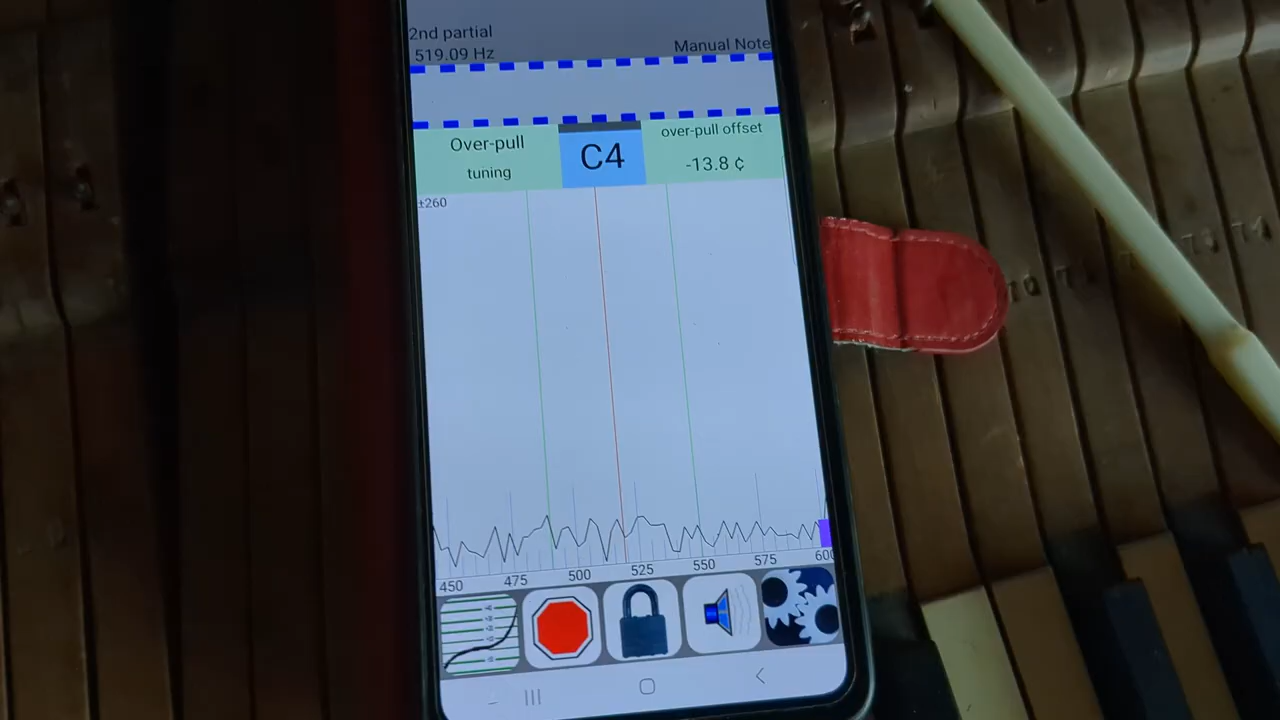 2nd partial
519.09 Hz
Manual Note
Over-pull
tuning
C4
over-pull offset
-13.8 ¢
±260
450 475 500 525 550 575 600
70